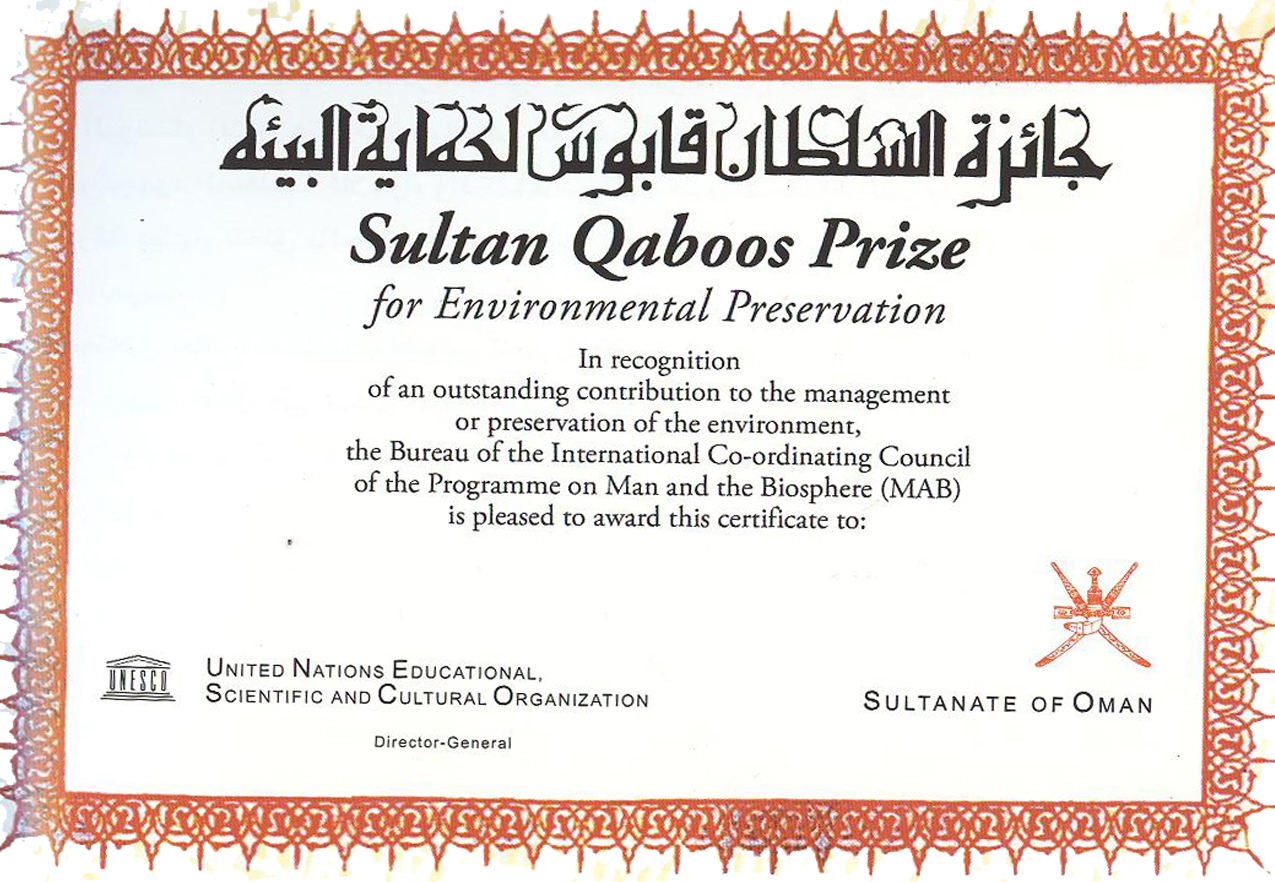 جائزة السلطان قابوس لحماية البيئة
Sultan Qaboos Prize
for Environmental Preservation
In recognition
of an outstanding contribution to the management
or preservation of the environment,
the Bureau of the International Co-ordinating Council
of the Programme on Man and the Biosphere (MAB)
is pleased to award this certificate to:
UNESCO
UNITED NATIONS EDUCATIONAL,
SCIENTIFIC AND CULTURAL ORGANIZATION
Director-General
SULTANATE OF OMAN